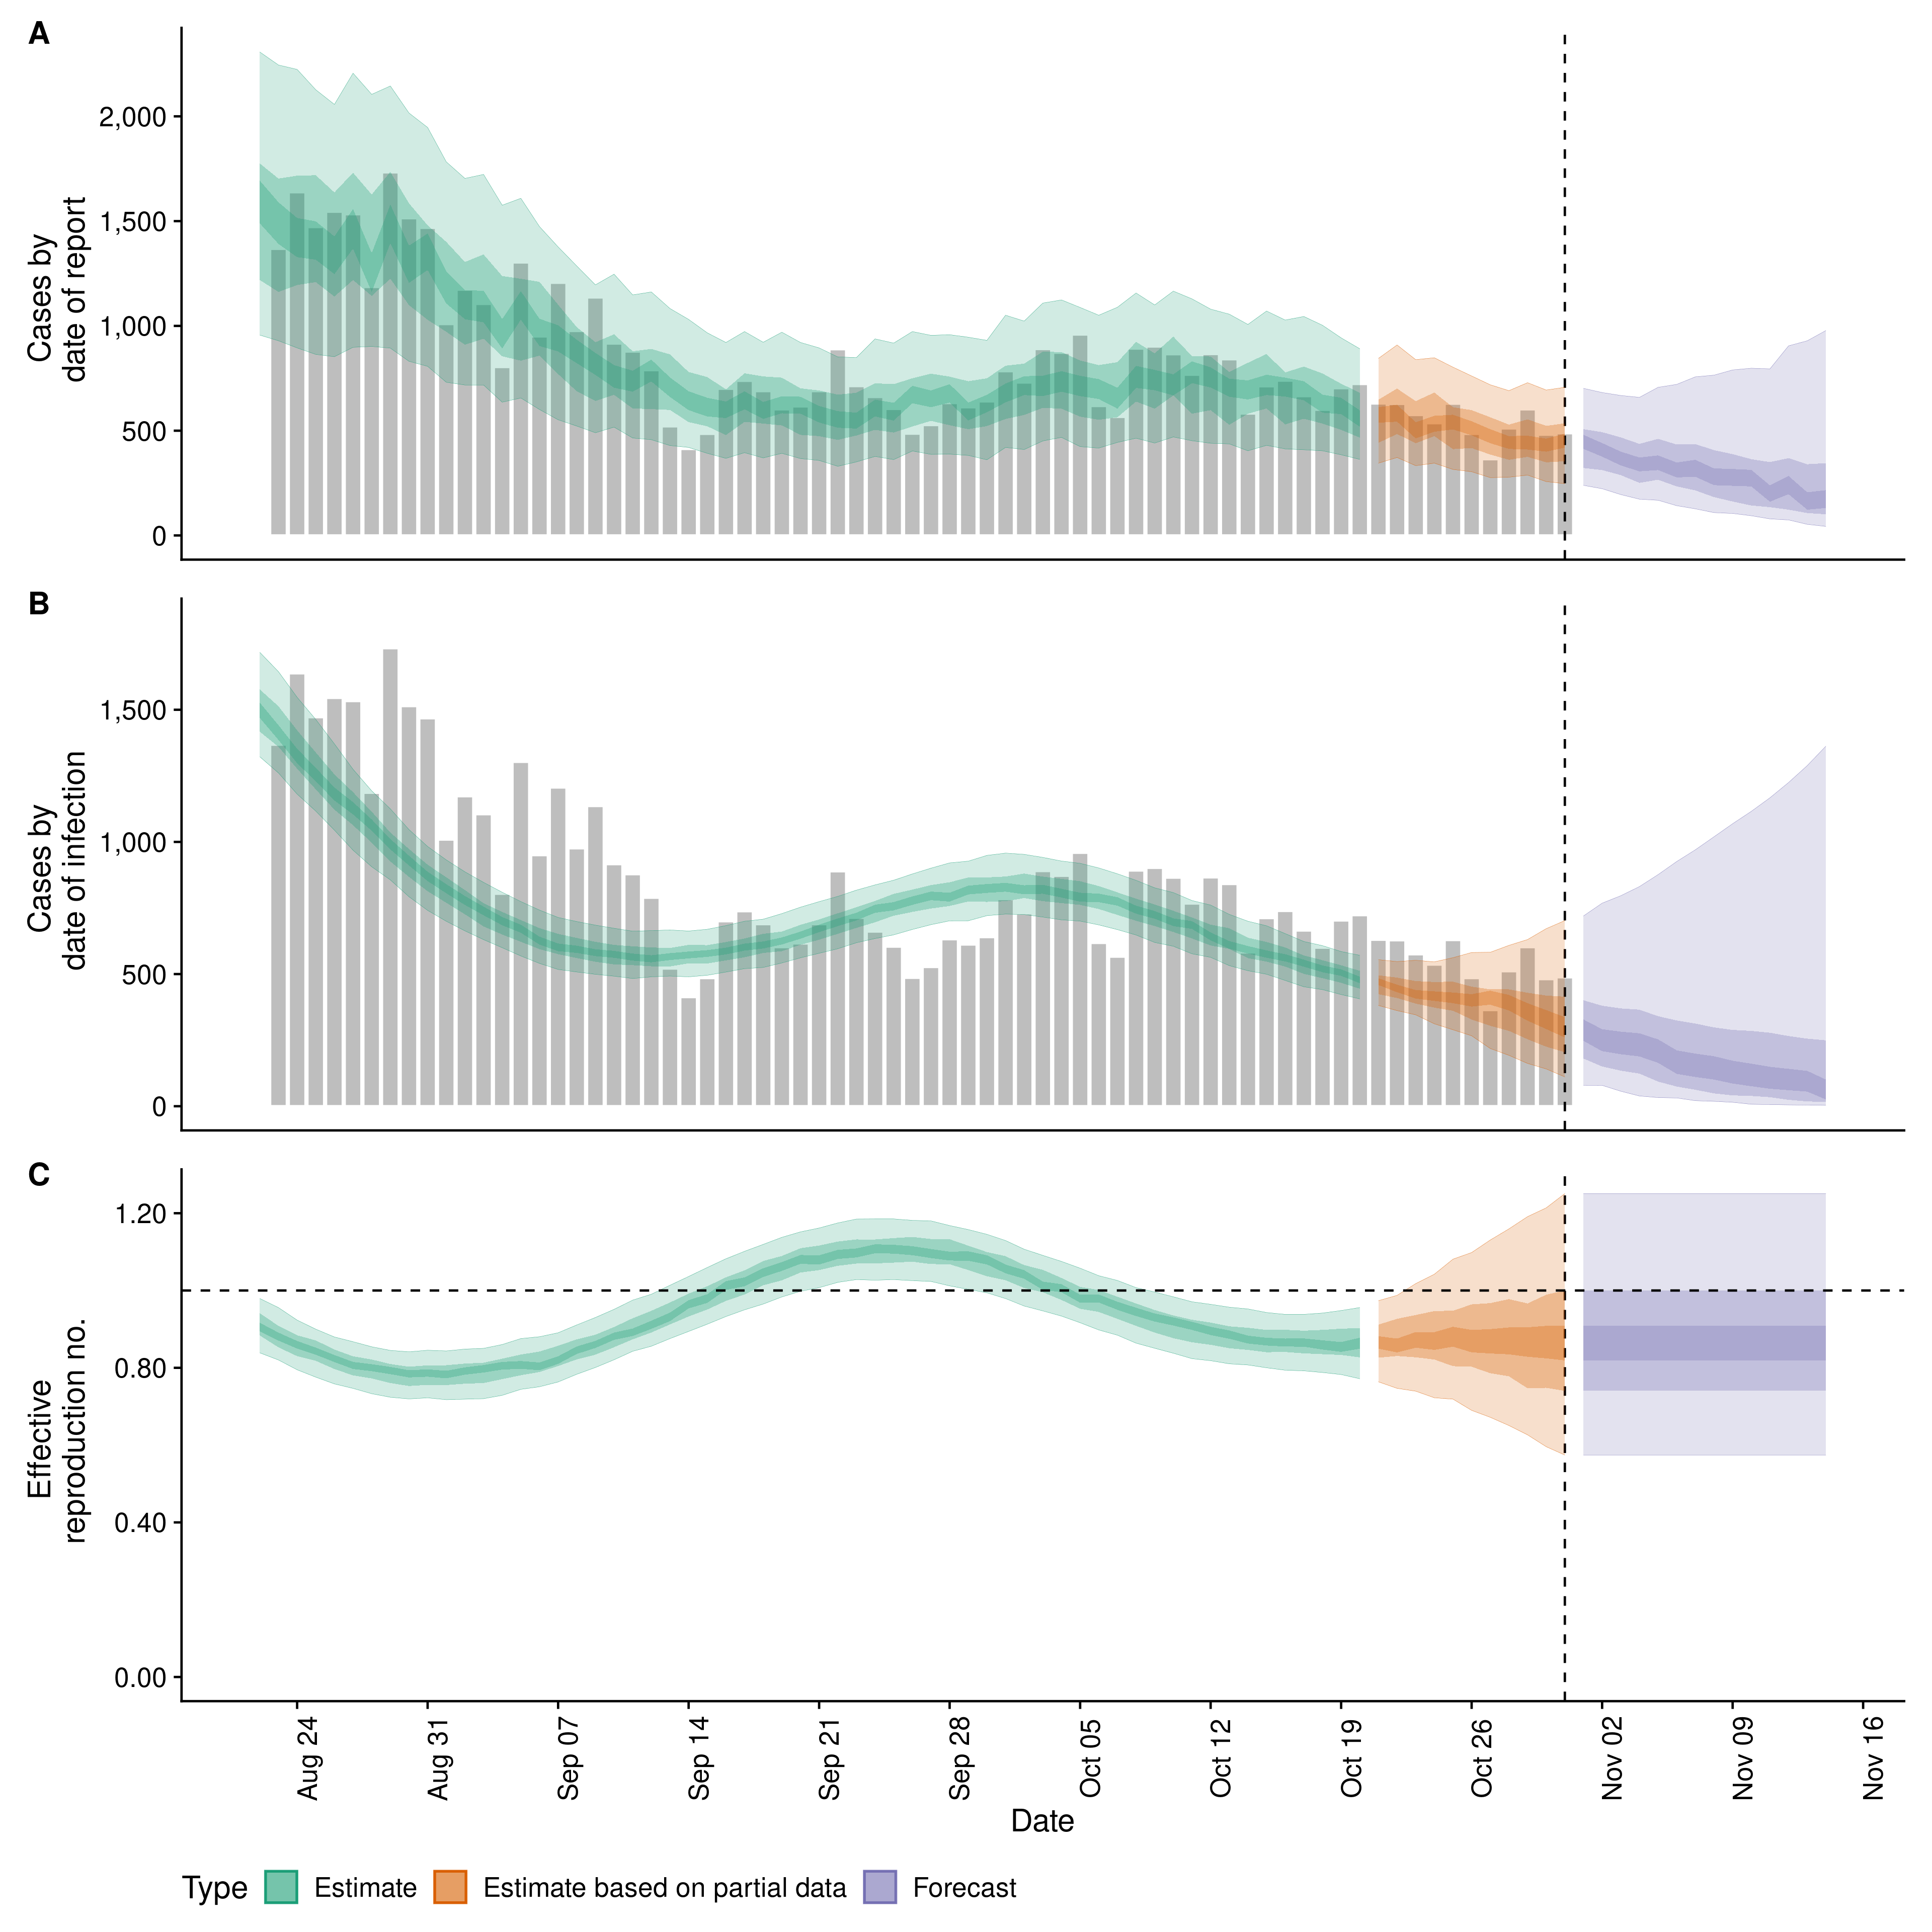 A
Cases by
date of report
2,000
1,500
1,000
500
0
B
Cases by
date of infection
1,500
1,000
500
0
C
Effective
reproduction no.
1.20
0.80
0.40
0.00
Aug 24
Aug 31
Sep 07
Sep 14
Sep 21
Sep 28
Oct 05
Oct 12
Oct 19
Oct 26
Nov 02
Nov 09
Nov 16
Date
Type Estimate Estimate based on partial data Forecast